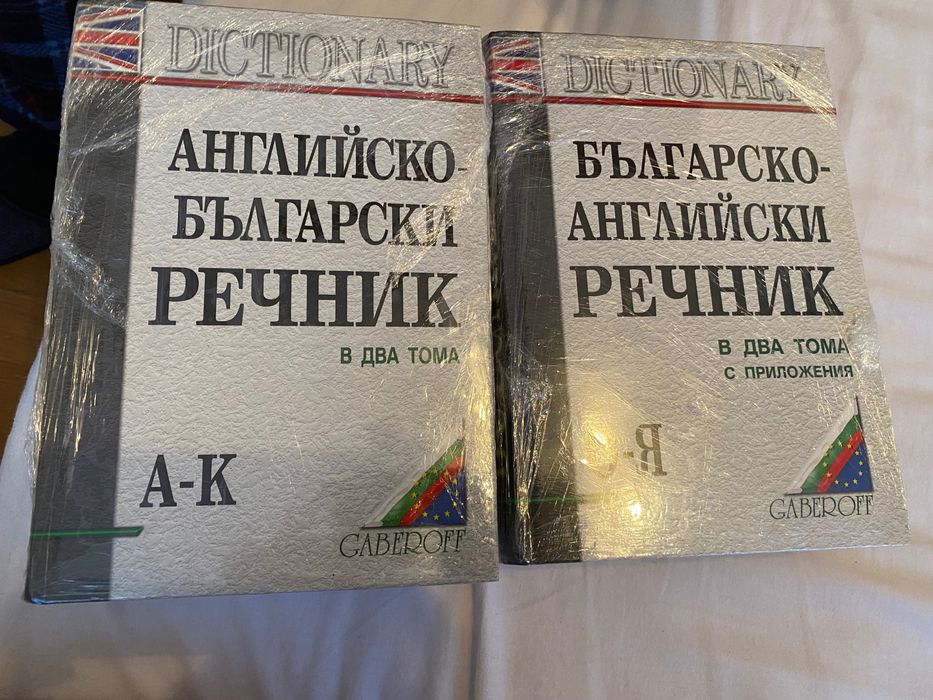 DICTIONARY
АНГЛИЙСКО-
БЪЛГАРСКИ
РЕЧНИК
В ДВА ТОМА
А-К
GABEROFF
DICTIONARY
БЪЛГАРСКО-
АНГЛИЙСКИ
РЕЧНИК
В ДВА ТОМА
С ПРИЛОЖЕНИЯ
-Я
GABEROFF